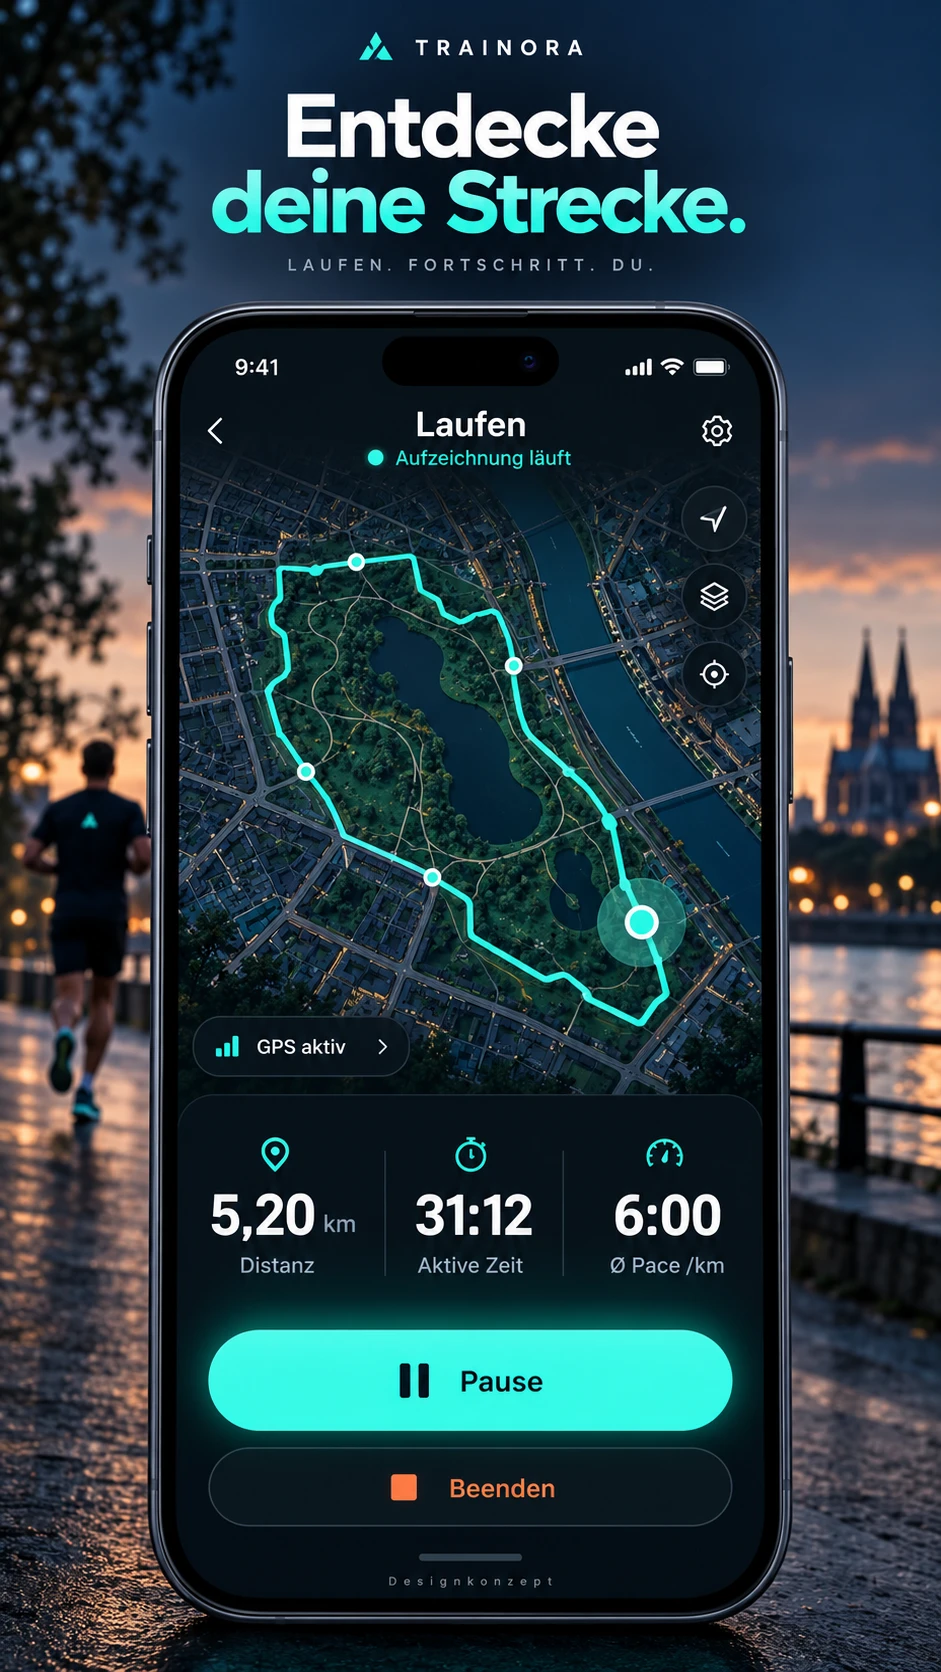 TRAINORA
Entdecke
deine Strecke.
LAUFEN. FORTSCHRITT. DU.
9:41
Laufen
Aufzeichnung läuft
GPS aktiv
5,20 km
Distanz
31:12
Aktive Zeit
6:00
Ø Pace /km
Pause
Beenden
Designkonzept